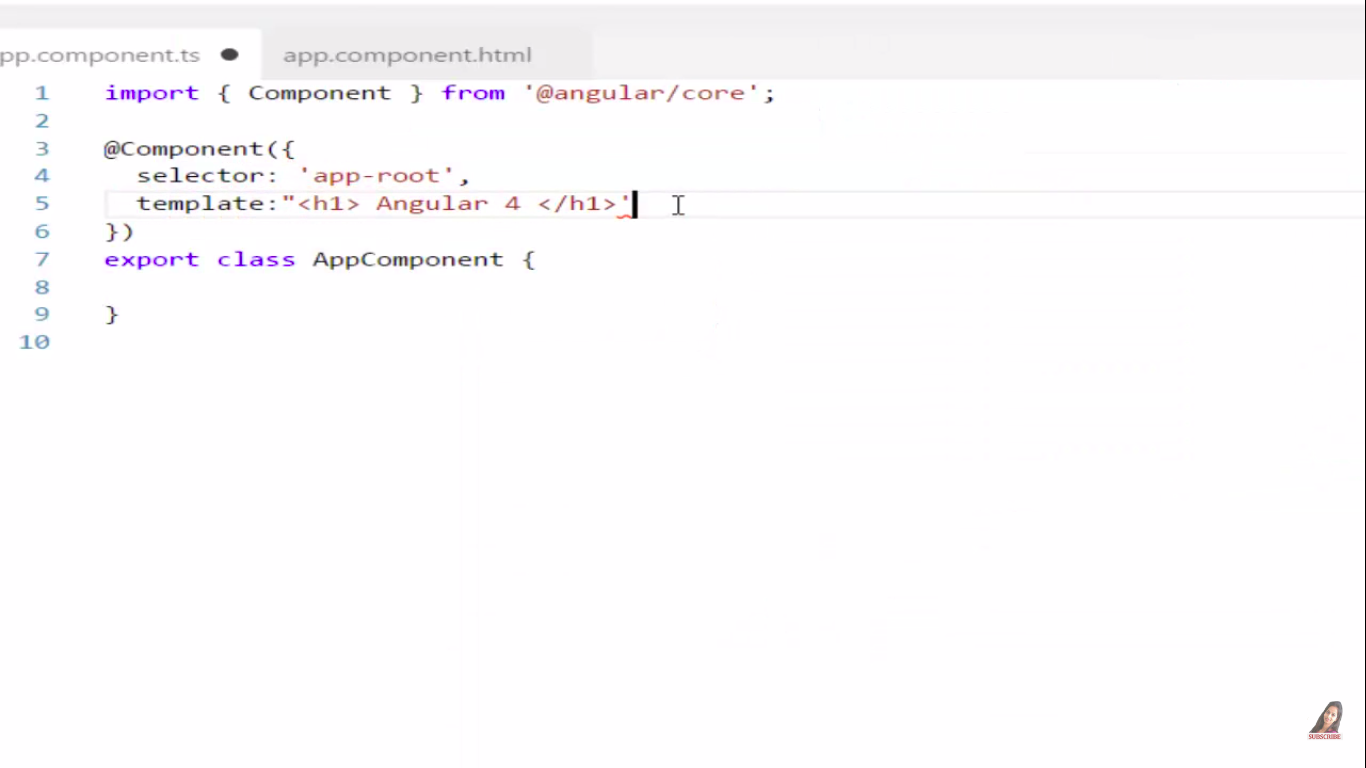 pp.component.ts app.component.html
1 import { Component } from '@angular/core';
2
3 @Component({
4 selector: 'app-root',
5 template:"<h1> Angular 4 </h1>'
6 })
7 export class AppComponent {
8
9 }
10
SUBSCRIBE